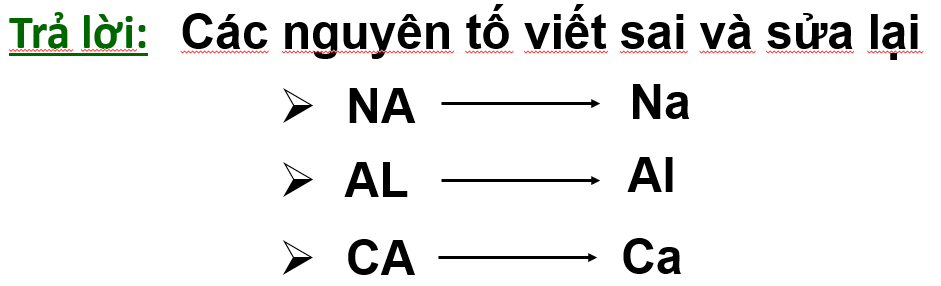 Trả lời: Các nguyên tố viết sai và sửa lại
➢ NA ⟶ Na
➢ AL ⟶ Al
➢ CA ⟶ Ca